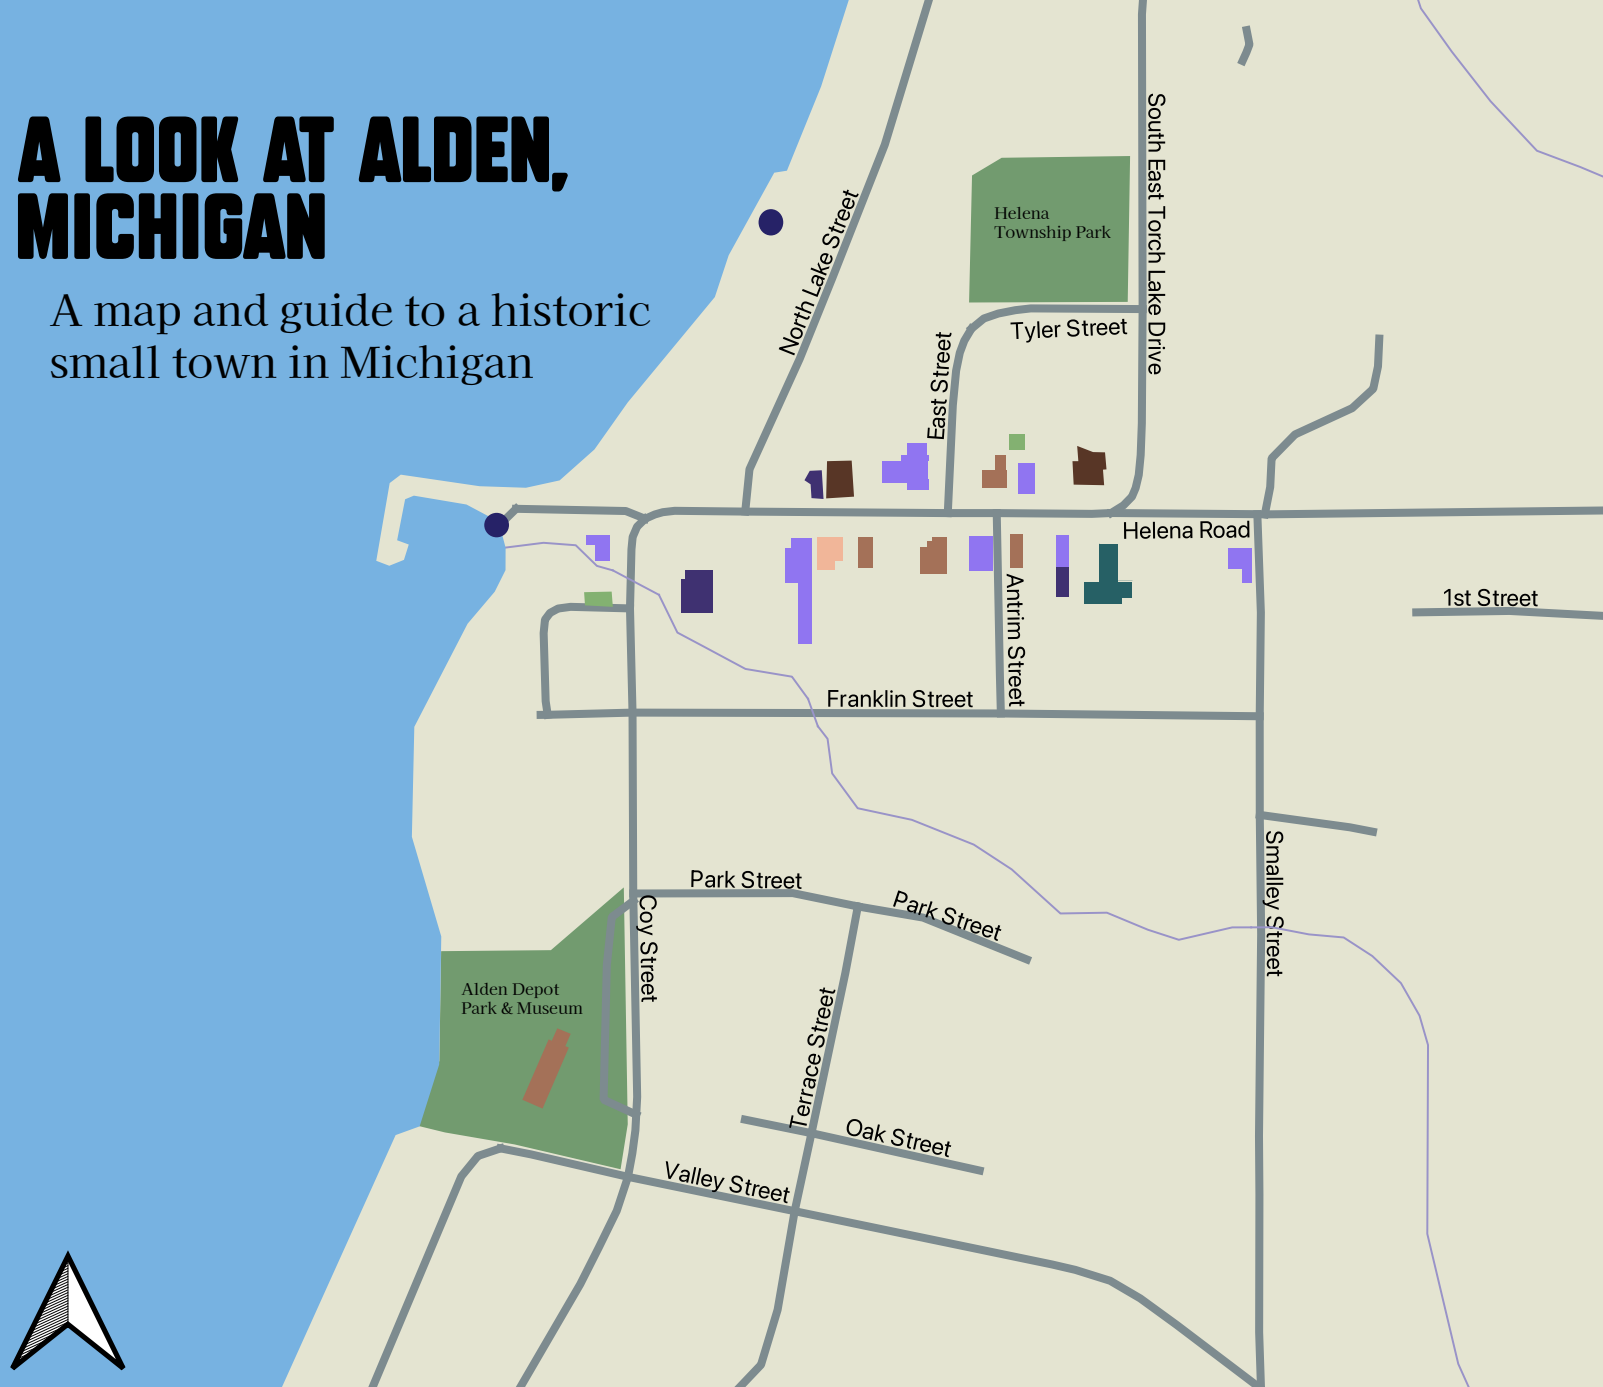 A LOOK AT ALDEN,
MICHIGAN
A map and guide to a historic
small town in Michigan
South East Torch Lake Drive
Helena
Township Park
North Lake Street
Tyler Street
East Street
Helena Road
Antrim Street
1st Street
Franklin Street
Smalley Street
Park Street
Park Street
Coy Street
Alden Depot
Park & Museum
Terrace Street
Oak Street
Valley Street